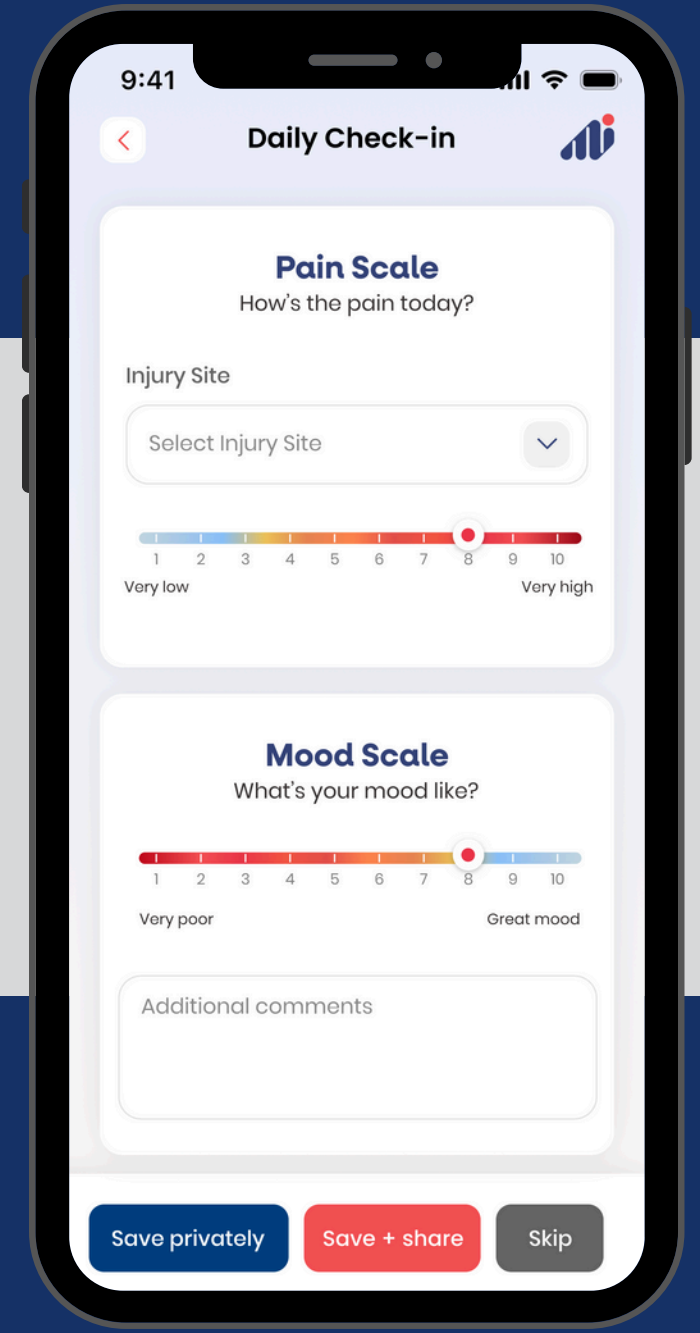 9:41
Daily Check-in
Pain Scale
How's the pain today?
Injury Site
Select Injury Site
1 2 3 4 5 6 7 8 9 10
Very low Very high
Mood Scale
What's your mood like?
1 2 3 4 5 6 7 8 9 10
Very poor Great mood
Additional comments
Save privately Save + share Skip